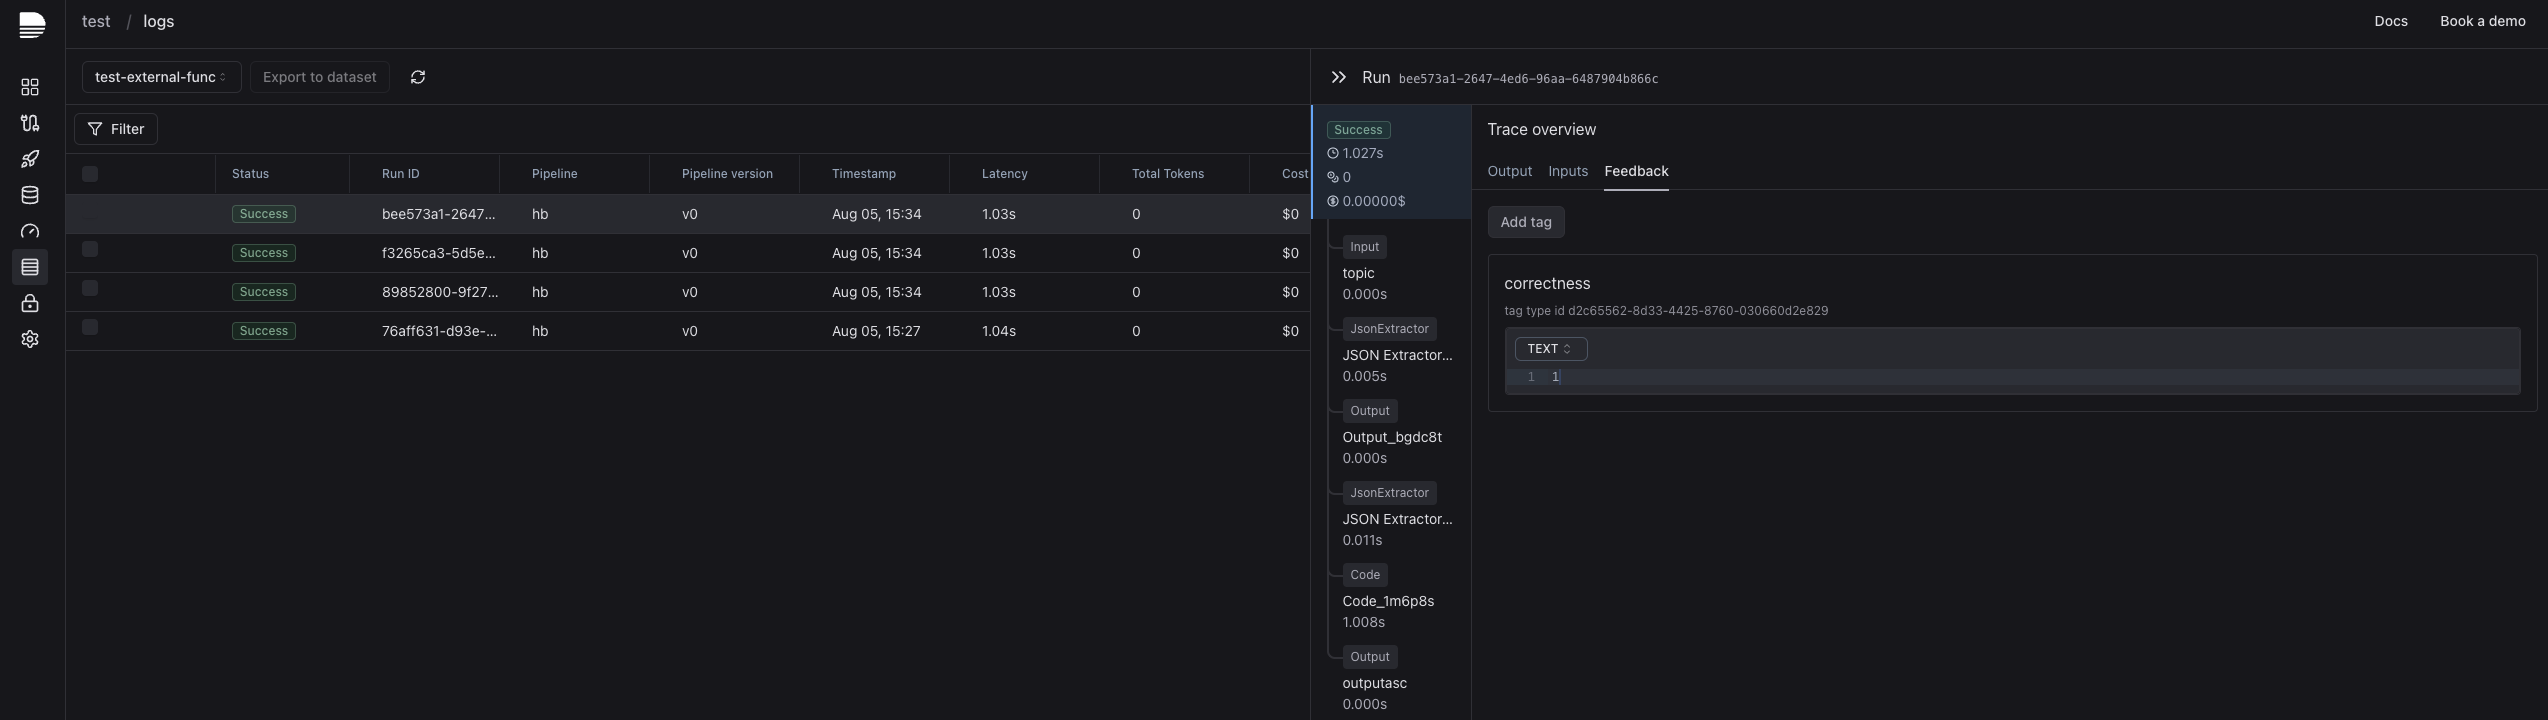 test / logs
Docs Book a demo
test-external-func Export to dataset
Run bee573a1-2647-4ed6-96aa-6487904b866c
Filter
Status Run ID Pipeline Pipeline version Timestamp Latency Total Tokens Cost
Success bee573a1-2647... hb v0 Aug 05, 15:34 1.03s 0 $0
Success f3265ca3-5d5e... hb v0 Aug 05, 15:34 1.03s 0 $0
Success 89852800-9f27... hb v0 Aug 05, 15:34 1.03s 0 $0
Success 76aff631-d93e-... hb v0 Aug 05, 15:27 1.04s 0 $0
Success
1.027s
0
0.00000$
Input
topic
0.000s
JsonExtractor
JSON Extractor...
0.005s
Output
Output_bgdc8t
0.000s
JsonExtractor
JSON Extractor...
0.011s
Code
Code_1m6p8s
1.008s
Output
outputasc
0.000s
Trace overview
Output Inputs Feedback
Add tag
correctness
tag type id d2c65562-8d33-4425-8760-030660d2e829
TEXT
1 1